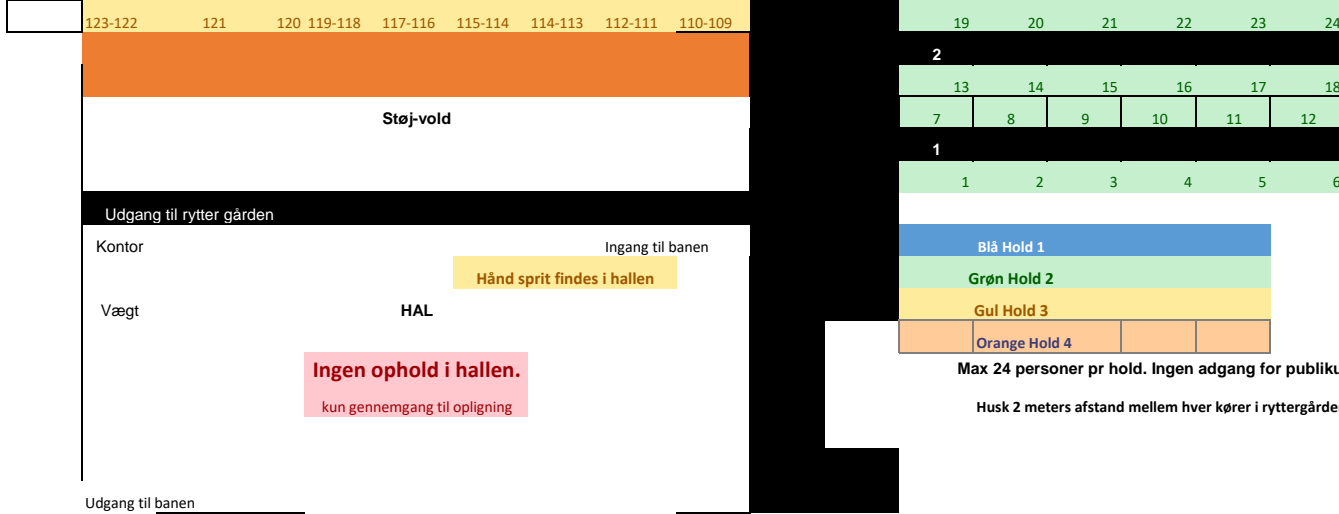 123-122 121 120 119-118 117-116 115-114 114-113 112-111 110-109 19 20 21 22 23 24
2
13 14 15 16 17 18
Støj-vold 7 8 9 10 11 12
1
1 2 3 4 5 6
Udgang til rytter gården
Kontor Ingang til banen Blå Hold 1
Hånd sprit findes i hallen Grøn Hold 2
Vægt HAL Gul Hold 3
Orange Hold 4
Ingen ophold i hallen. Max 24 personer pr hold. Ingen adgang for publiku
kun gennemgang til opligning Husk 2 meters afstand mellem hver kører i ryttergården
Udgang til banen